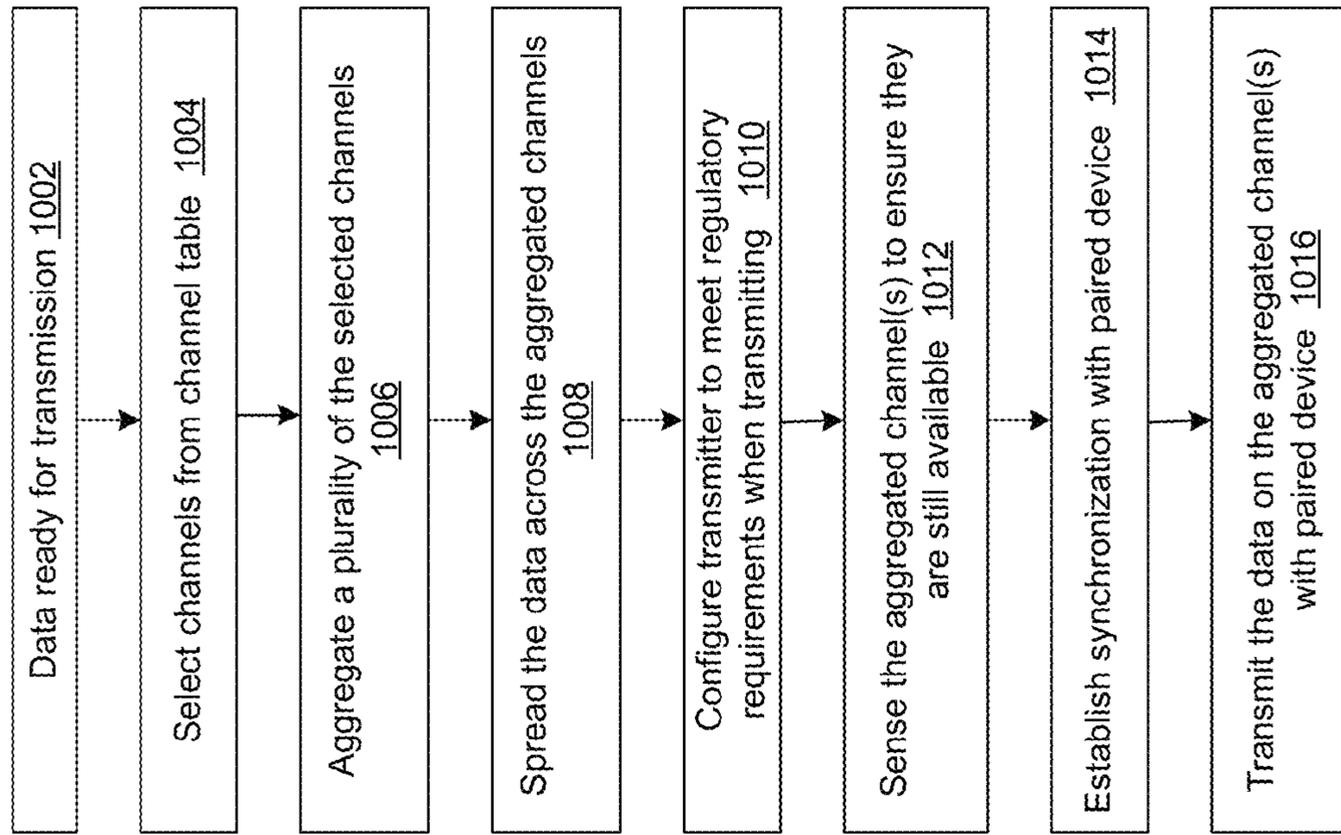 Data ready for transmission 1002
Select channels from channel table 1004
Aggregate a plurality of the selected channels
1006
Spread the data across the aggregated channels
1008
Configure transmitter to meet regulatory
requirements when transmitting 1010
Sense the aggregated channel(s) to ensure they
are still available 1012
Establish synchronization with paired device 1014
Transmit the data on the aggregated channel(s)
with paired device 1016